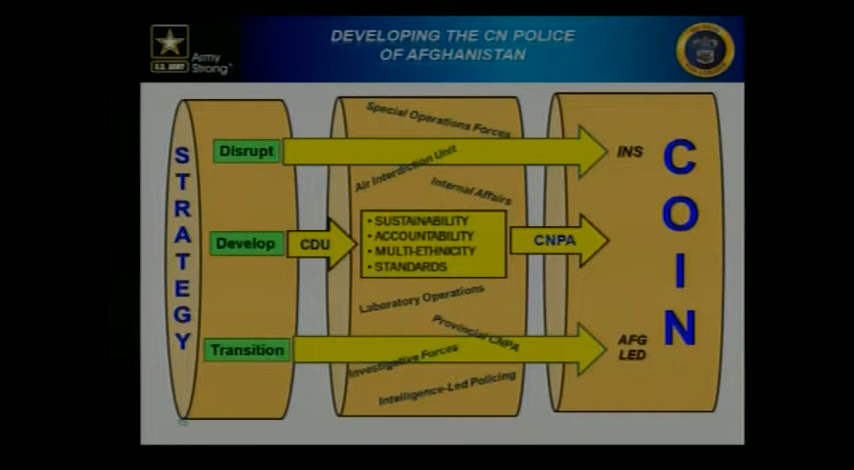 DEVELOPING THE CN POLICE
OF AFGHANISTAN
U.S. ARMY
Army
Strong
STRATEGY
Disrupt
Develop
Transition
CDU
Special Operations Forces
Air Interdiction Unit
Internal Affairs
• SUSTAINABILITY
• ACCOUNTABILITY
• MULTI-ETHNICITY
• STANDARDS
Laboratory Operations
Provincial CNPA
Investigative Forces
Intelligence-Led Policing
CNPA
INS
AFG
LED
COIN